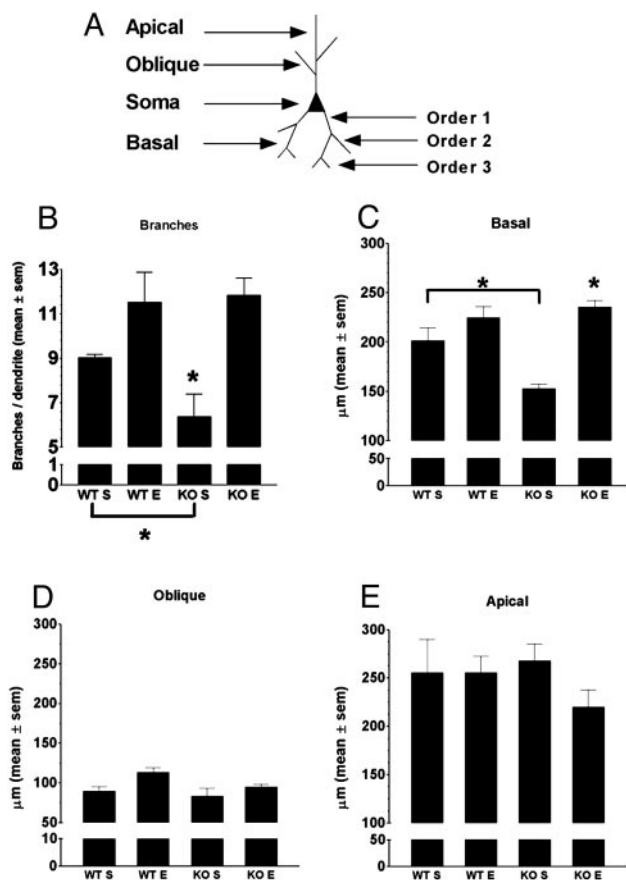 A
Apical
Oblique
Soma
Basal
Order 1
Order 2
Order 3
B
Branches
Branches / dendrite (mean ± sem)
13
11
9
7
5
1
0
*
WT S
WT E
KO S
KO E
*
C
Basal
µm (mean ± sem)
300
250
200
150
100
50
0
*
*
WT S
WT E
KO S
KO E
D
Oblique
µm (mean ± sem)
300
250
200
150
100
50
10
0
WT S
WT E
KO S
KO E
E
Apical
µm (mean ± sem)
300
250
200
150
100
50
0
WT S
WT E
KO S
KO E